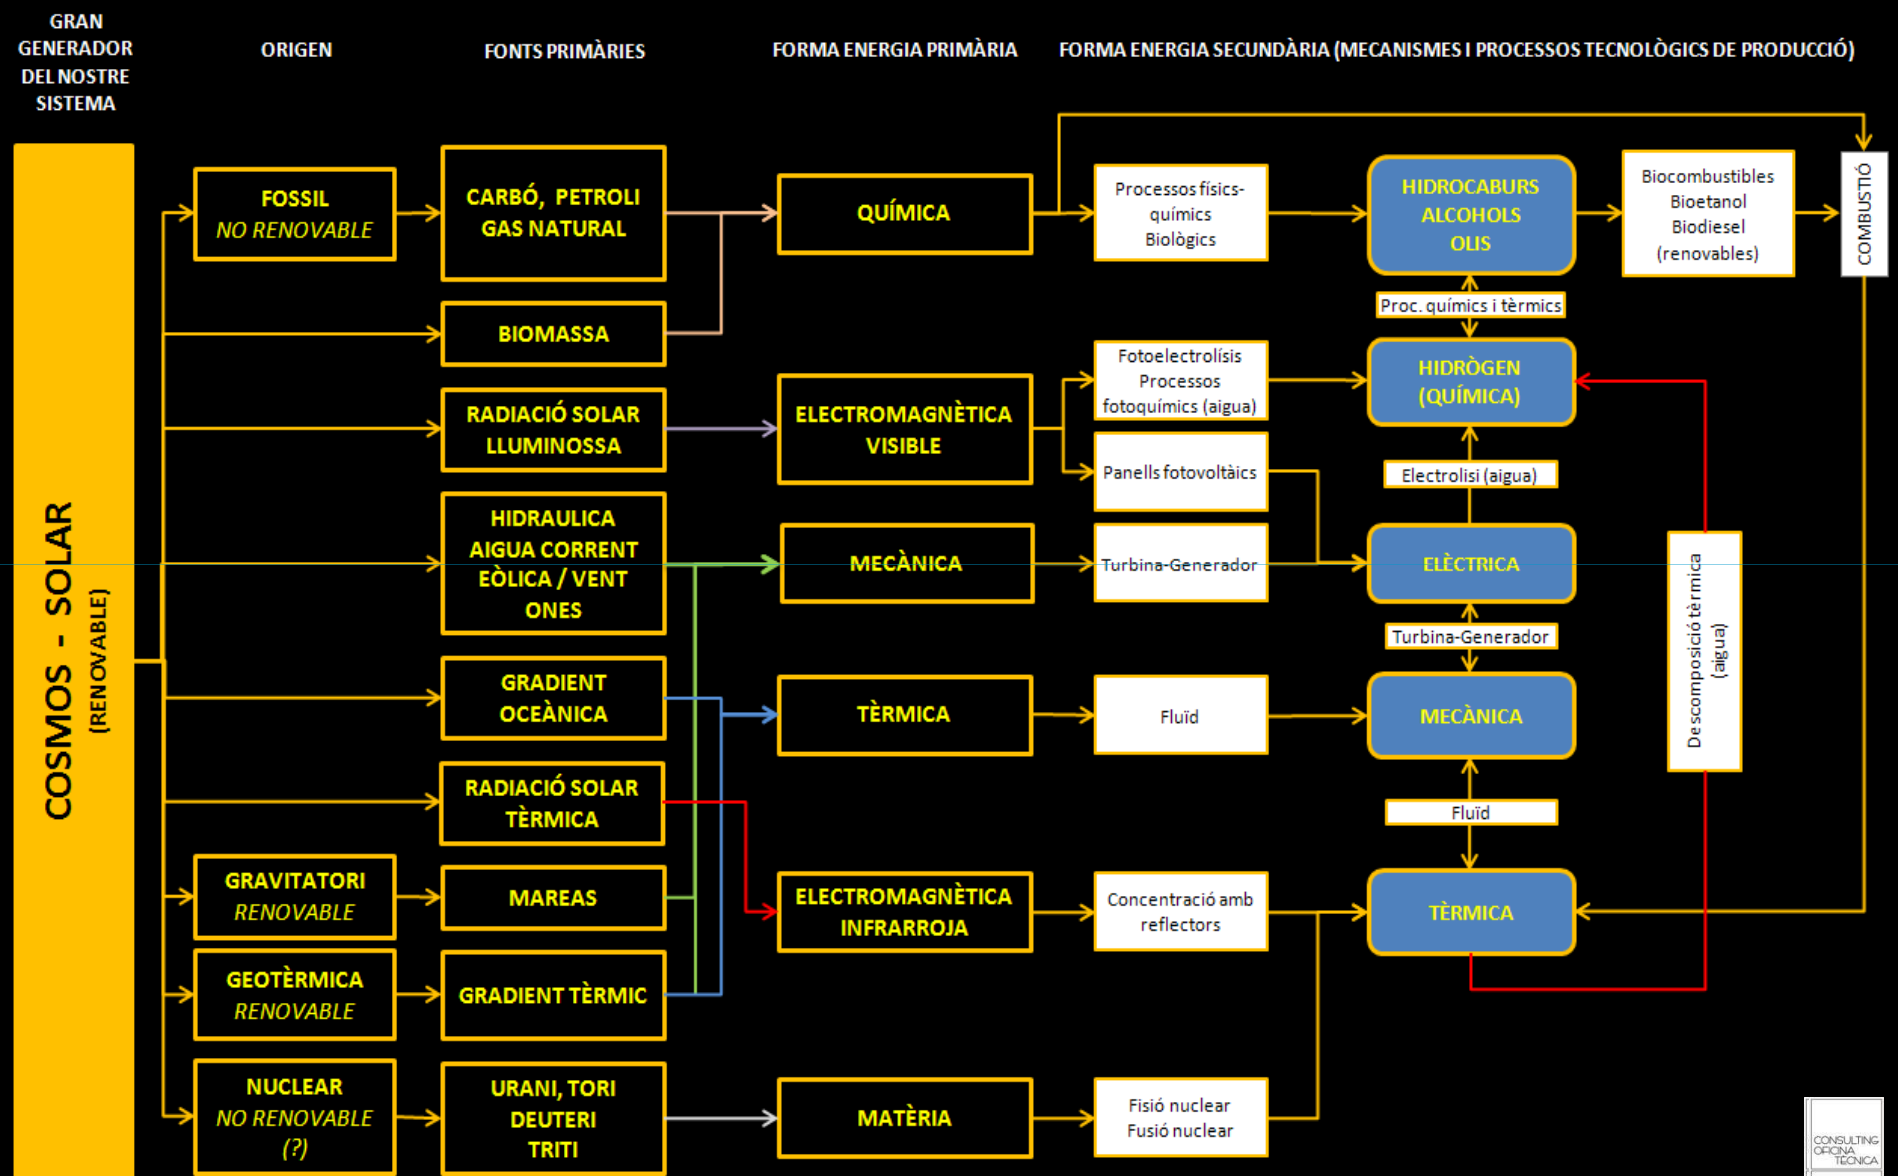 GRAN
GENERADOR
DEL NOSTRE
SISTEMA
ORIGEN
FONTS PRIMÀRIES
FORMA ENERGIA PRIMÀRIA
FORMA ENERGIA SECUNDÀRIA (MECANISMES I PROCESSOS TECNOLÒGICS DE PRODUCCIÓ)
COSMOS - SOLAR
(RENOVABLE)
FOSSIL
NO RENOVABLE
CARBÓ, PETROLI
GAS NATURAL
QUÍMICA
Processos físics-
químics
Biològics
HIDROCABURS
ALCOHOLS
OLIS
Biocombustibles
Bioetanol
Biodiesel
(renovables)
COMBUSTIÓ
Proc. químics i tèrmics
BIOMASSA
RADIACIÓ SOLAR
LLUMINOSSA
ELECTROMAGNÈTICA
VISIBLE
Fotoelectrolísis
Processos
fotoquímics (aigua)
HIDRÒGEN
(QUÍMICA)
Panells fotovoltàics
Electrolisi (aigua)
HIDRAULICA
AIGUA CORRENT
EÒLICA / VENT
ONES
MECÀNICA
Turbina-Generador
ELÈCTRICA
Descomposició tèrmica
(aigua)
Turbina-Generador
GRADIENT
OCEÀNICA
TÈRMICA
Fluïd
MECÀNICA
Fluïd
RADIACIÓ SOLAR
TÈRMICA
GRAVITATORI
RENOVABLE
MAREAS
ELECTROMAGNÈTICA
INFRARROJA
Concentració amb
reflectors
TÈRMICA
GEOTÈRMICA
RENOVABLE
GRADIENT TÈRMIC
NUCLEAR
NO RENOVABLE
(?)
URANI, TORI
DEUTERI
TRITI
MATÈRIA
Fisió nuclear
Fusió nuclear
CONSULTING
OFICINA
TÈCNICA